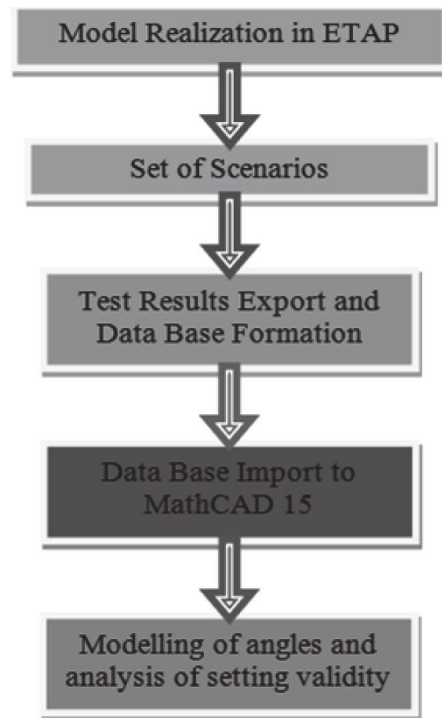 Model Realization in ETAP
Set of Scenarios
Test Results Export and
Data Base Formation
Data Base Import to
MathCAD 15
Modelling of angles and
analysis of setting validity